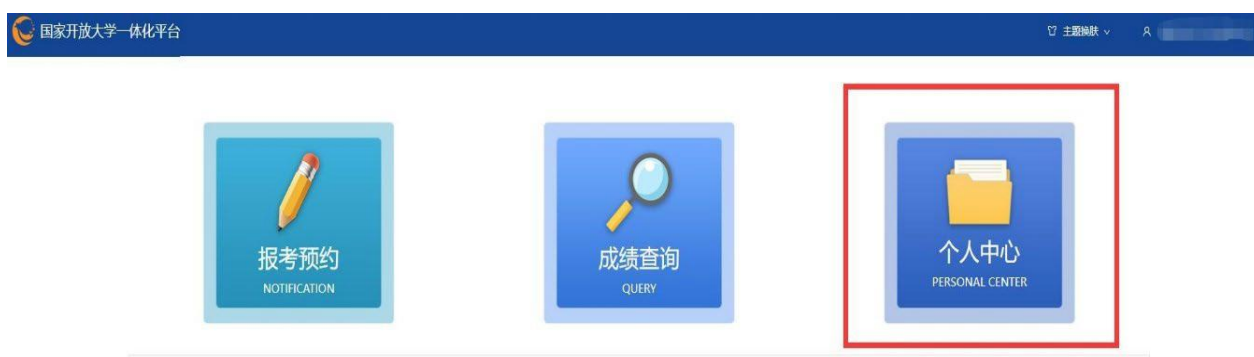 国家开放大学一体化平台
主题换肤
报考预约
NOTIFICATION
成绩查询
QUERY
个人中心
PERSONAL CENTER